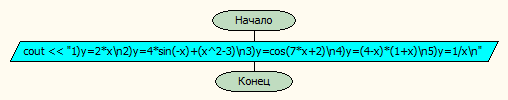 Начало
cout << "1)y=2*x\n2)y=4*sin(-x)+(x^2-3)\n3)y=cos(7*x+2)\n4)y=(4-x)*(1+x)\n5)y=1/x\n"
Конец